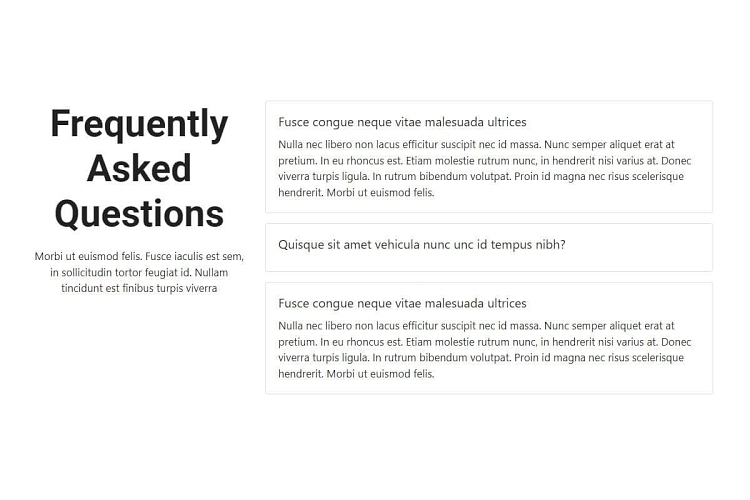 Frequently
Asked
Questions
Morbi ut euismod felis. Fusce iaculis est sem,
in sollicitudin tortor feugiat id. Nullam
tincidunt est finibus turpis viverra
Fusce congue neque vitae malesuada ultrices
Nulla nec libero non lacus efficitur suscipit nec id massa. Nunc semper aliquet erat at
pretium. In eu rhoncus est. Etiam molestie rutrum nunc, in hendrerit nisi varius at. Donec
viverra turpis ligula. In rutrum bibendum volutpat. Proin id magna nec risus scelerisque
hendrerit. Morbi ut euismod felis.
Quisque sit amet vehicula nunc unc id tempus nibh?
Fusce congue neque vitae malesuada ultrices
Nulla nec libero non lacus efficitur suscipit nec id massa. Nunc semper aliquet erat at
pretium. In eu rhoncus est. Etiam molestie rutrum nunc, in hendrerit nisi varius at. Donec
viverra turpis ligula. In rutrum bibendum volutpat. Proin id magna nec risus scelerisque
hendrerit. Morbi ut euismod felis.